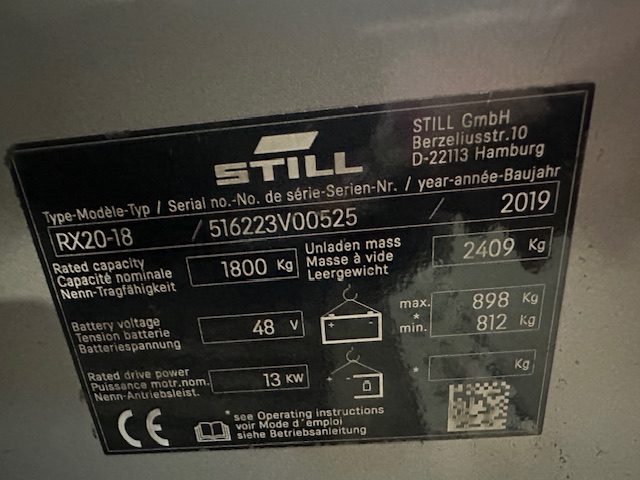 STILL
STILL GmbH
Berzeliusstr.10
D-22113 Hamburg
Type-Modèle-Typ / Serial no.-No. de série-Serien-Nr. / year-année-Baujahr
RX20-18 / 516223V00525 / 2019
Rated capacity
Capacité nominale
Nenn-Tragfähigkeit
1800 Kg
Unladen mass
Masse à vide
Leergewicht
2409 Kg
Battery voltage
Tension batterie
Batteriespannung
48 V
+ -
max. 898 Kg
*
min. 812 Kg
Rated drive power
Puissance motr.nom.
Nenn-Antriebsleist.
13 KW
+ -
* Kg
CE
*see Operating instructions
voir Mode d'emploi
siehe Betriebsanleitung